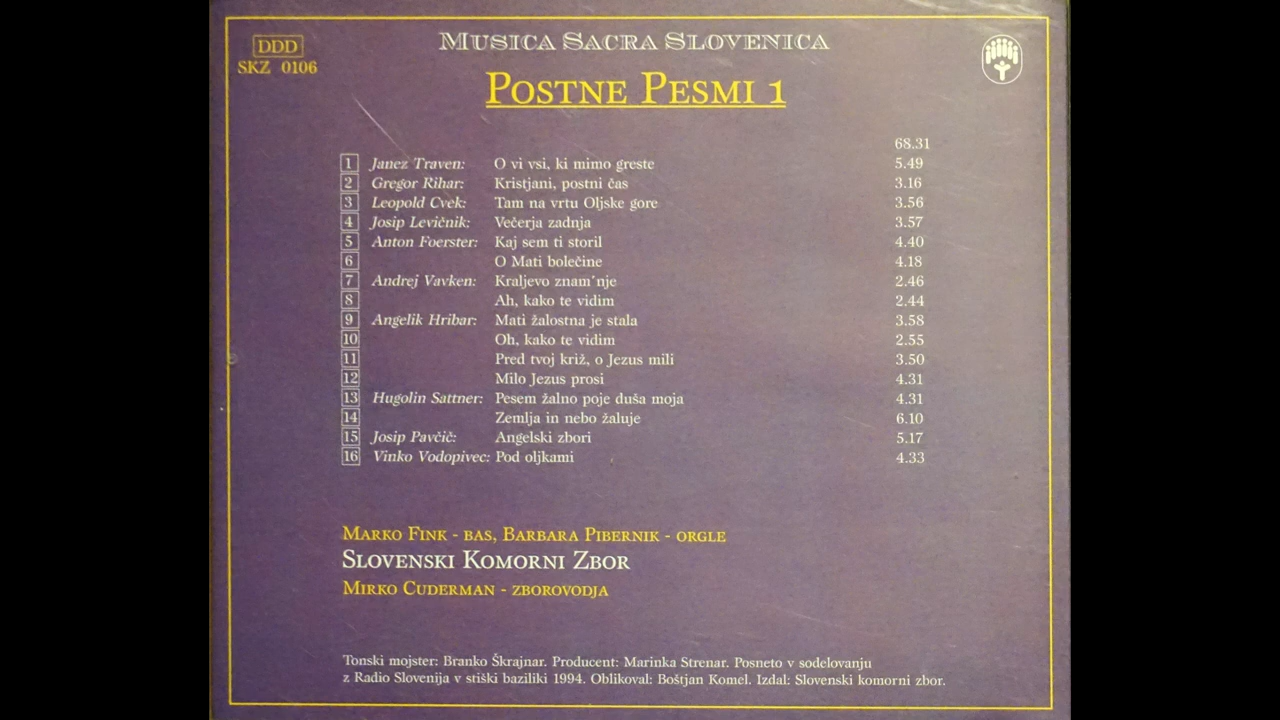 DDD
SKZ 0106
MUSICA SACRA SLOVENICA
POSTNE PESMI 1
68.31
1 Janez Traven: O vi vsi, ki mimo greste 5.49
2 Gregor Rihar: Kristjani, postni čas 3.16
3 Leopold Cvek: Tam na vrtu Oljske gore 3.56
4 Josip Levičnik: Večerja zadnja 3.57
5 Anton Foerster: Kaj sem ti storil 4.40
6 O Mati bolečine 4.18
7 Andrej Vavken: Kraljevo znam´nje 2.46
8 Ah, kako te vidim 2.44
9 Angelik Hribar: Mati žalostna je stala 3.58
10 Oh, kako te vidim 2.55
11 Pred tvoj križ, o Jezus mili 3.50
12 Milo Jezus prosi 4.31
13 Hugolin Sattner: Pesem žalno poje duša moja 4.31
14 Zemlja in nebo žaluje 6.10
15 Josip Pavčič: Angelski zbori 5.17
16 Vinko Vodopivec: Pod oljkami 4.33
MARKO FINK - BAS, BARBARA PIBERNIK - ORGLE
SLOVENSKI KOMORNI ZBOR
MIRKO CUDERMAN - ZBOROVODJA
Tonski mojster: Branko Škrajnar. Producent: Marinka Strenar. Posneto v sodelovanju
z Radio Slovenija v stiški baziliki 1994. Oblikoval: Boštjan Komel. Izdal: Slovenski komorni zbor.